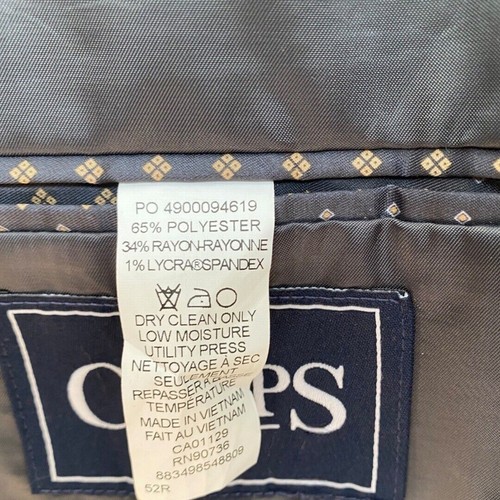 PO 4900094619
65% POLYESTER
34% RAYON-RAYONNE
1% LYCRA®SPANDEX
DRY CLEAN ONLY
LOW MOISTURE
UTILITY PRESS
NETTOYAGE À SEC
SEULEMENT
TEMPÉRATURE
MADE IN VIETNAM
FAIT AU VIETNAM
CA01129
RN90736
883498548809
52R